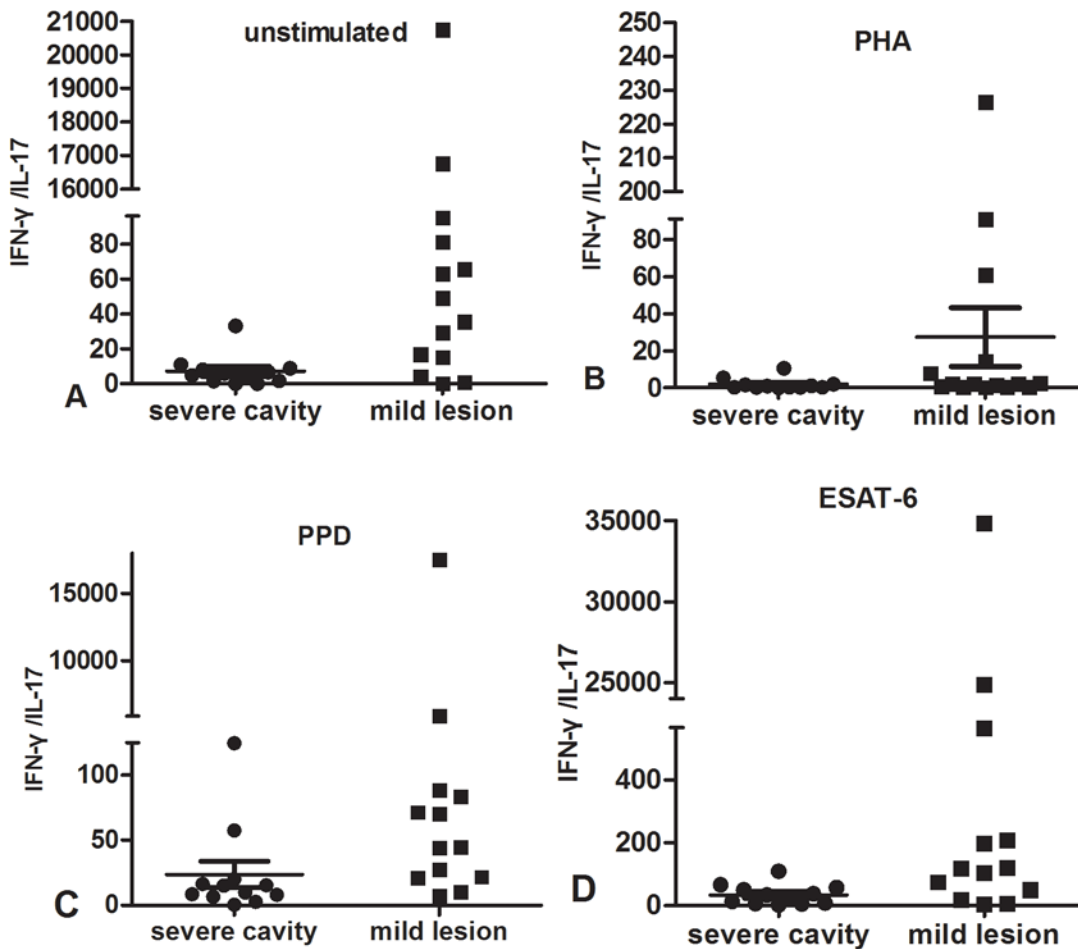 unstimulated
IFN-γ /IL-17
21000
20000
19000
18000
17000
16000
80
60
40
20
0
A
severe cavity mild lesion
PHA
IFN-γ /IL-17
250
240
230
220
210
200
80
60
40
20
0
B
severe cavity mild lesion
PPD
IFN-γ /IL-17
15000
10000
100
50
0
C
severe cavity mild lesion
ESAT-6
IFN-γ /IL-17
35000
30000
25000
400
200
0
D
severe cavity mild lesion